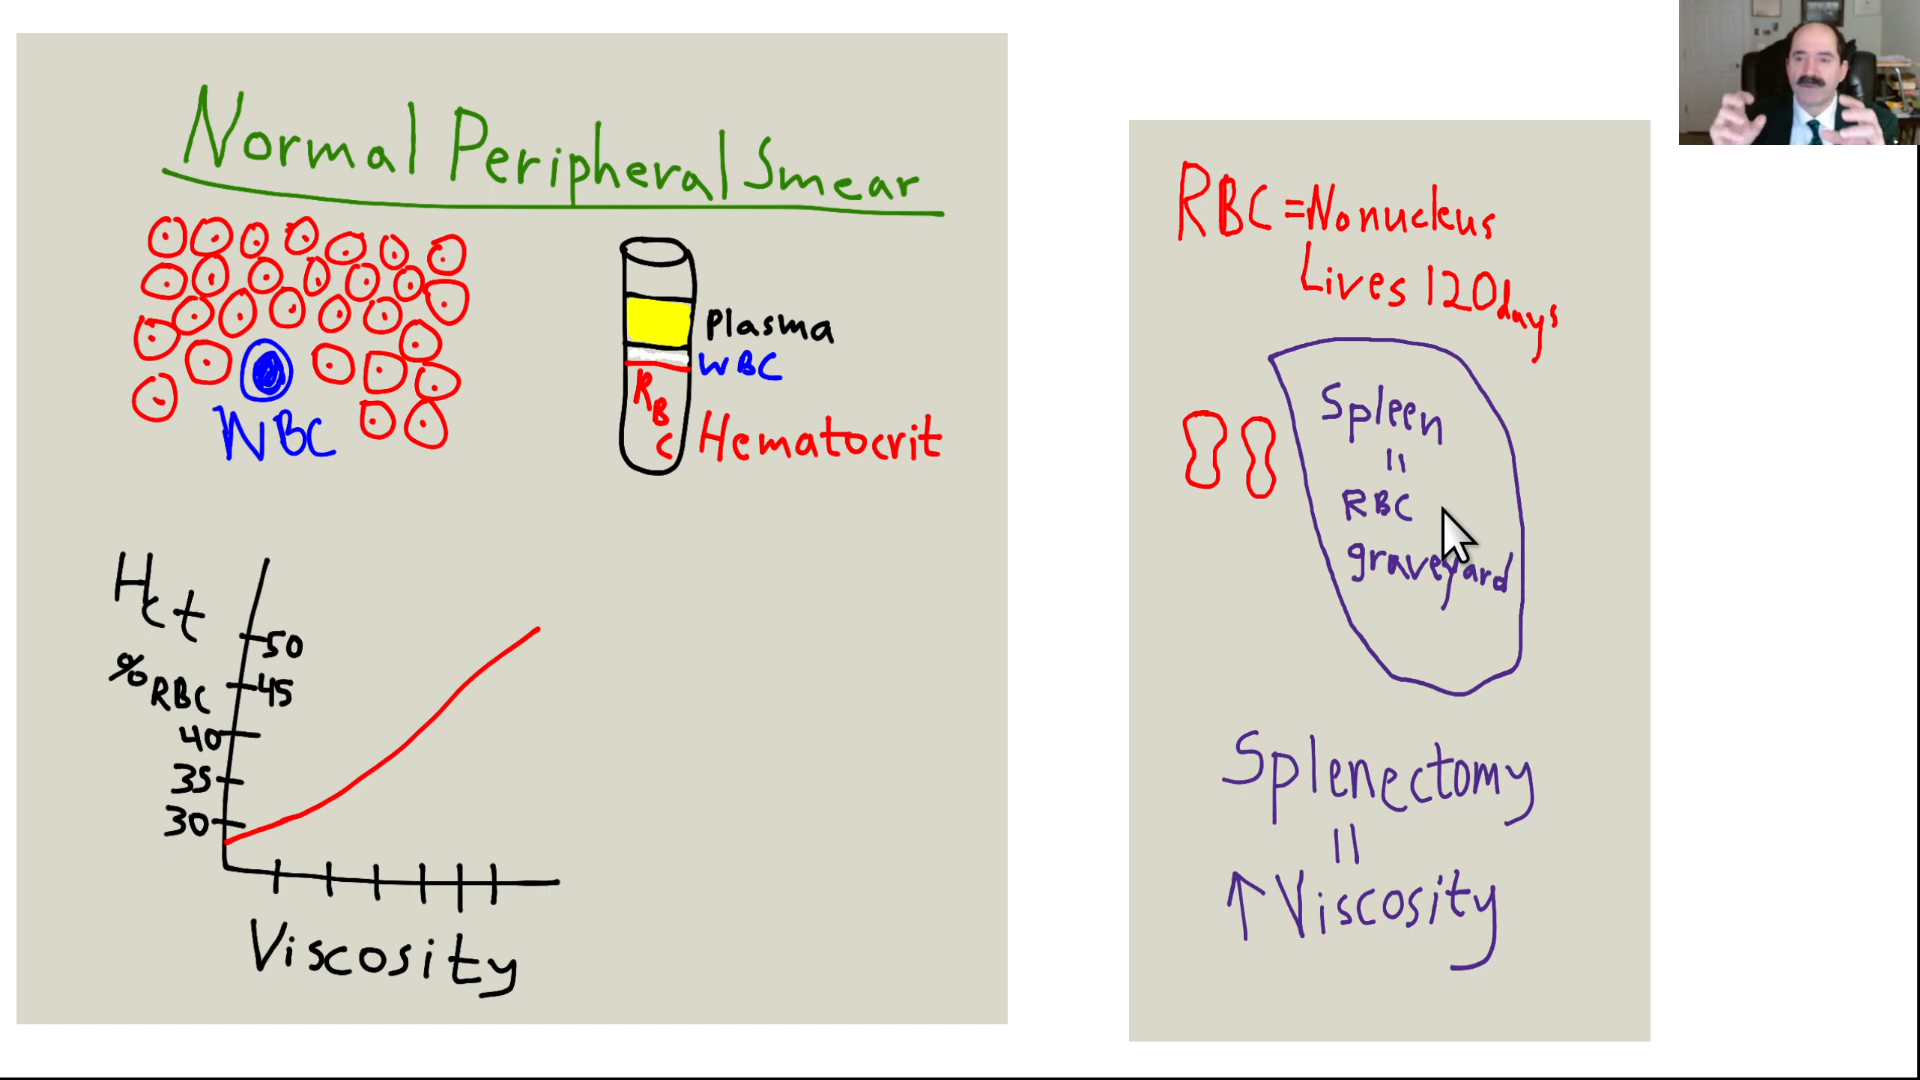 Normal Peripheral Smear
WBC
Plasma
WBC
RBC
Hematocrit
Hct
% RBC
50
45
40
35
30
Viscosity
RBC = No nucleus
Lives 120 days
Spleen
=
RBC
graveyard
Splenectomy
=
↑ Viscosity